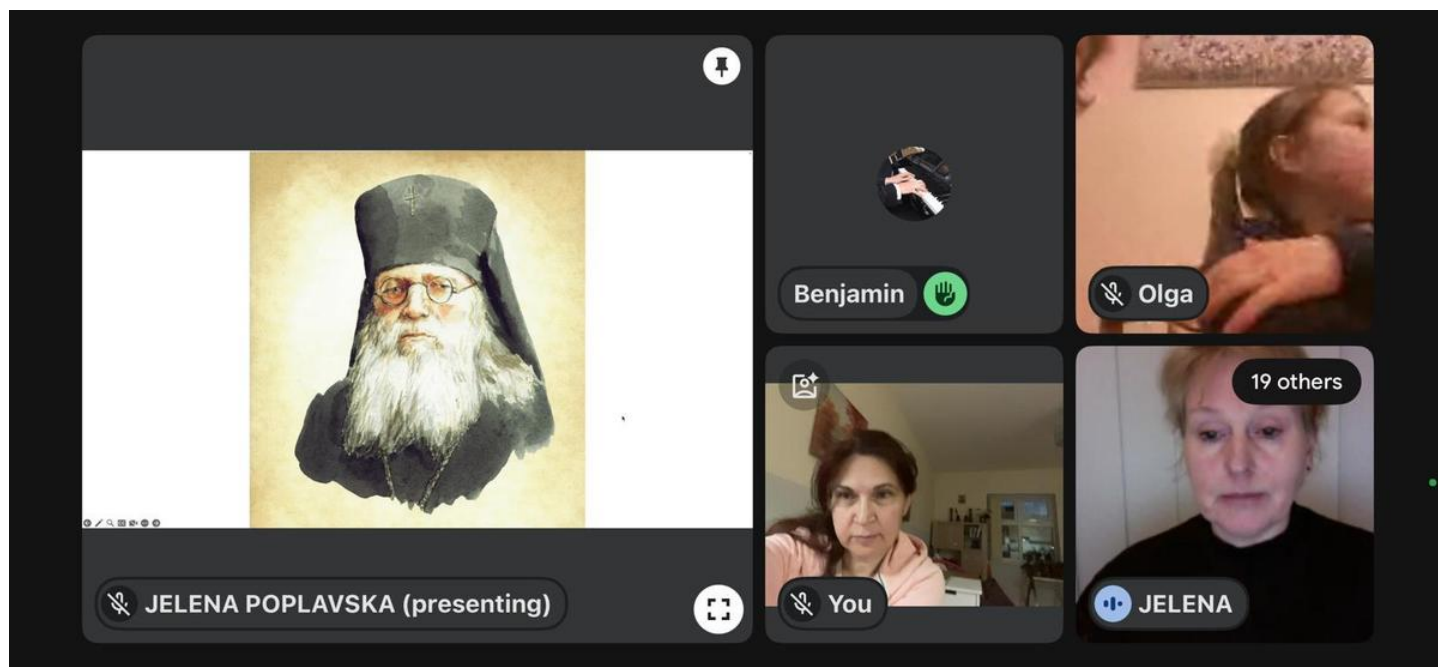 Benjamin
Olga
19 others
JELENA POPLAVSKA (presenting)
You
JELENA